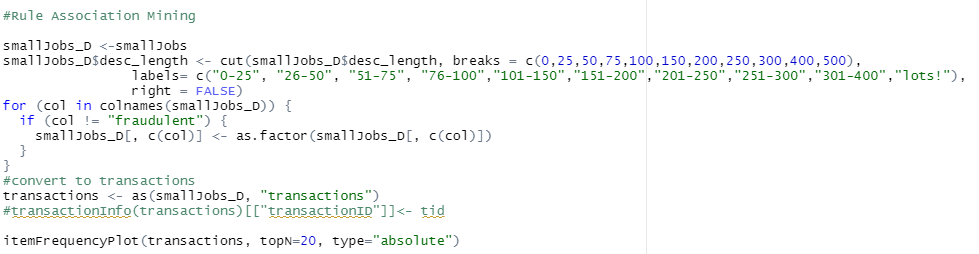 #Rule Association Mining
smallJobs_D <-smallJobs
smallJobs_D$desc_length <- cut(smallJobs_D$desc_length, breaks = c(0,25,50,75,100,150,200,250,300,400,500),
labels= c("0-25", "26-50", "51-75", "76-100","101-150","151-200","201-250","251-300","301-400","lots!"),
right = FALSE)
for (col in colnames(smallJobs_D)) {
if (col != "fraudulent") {
smallJobs_D[, c(col)] <- as.factor(smallJobs_D[, c(col)])
}
}
#convert to transactions
transactions <- as(smallJobs_D, "transactions")
#transactionInfo(transactions)[["transactionID"]]<- tid
itemFrequencyPlot(transactions, topN=20, type="absolute")